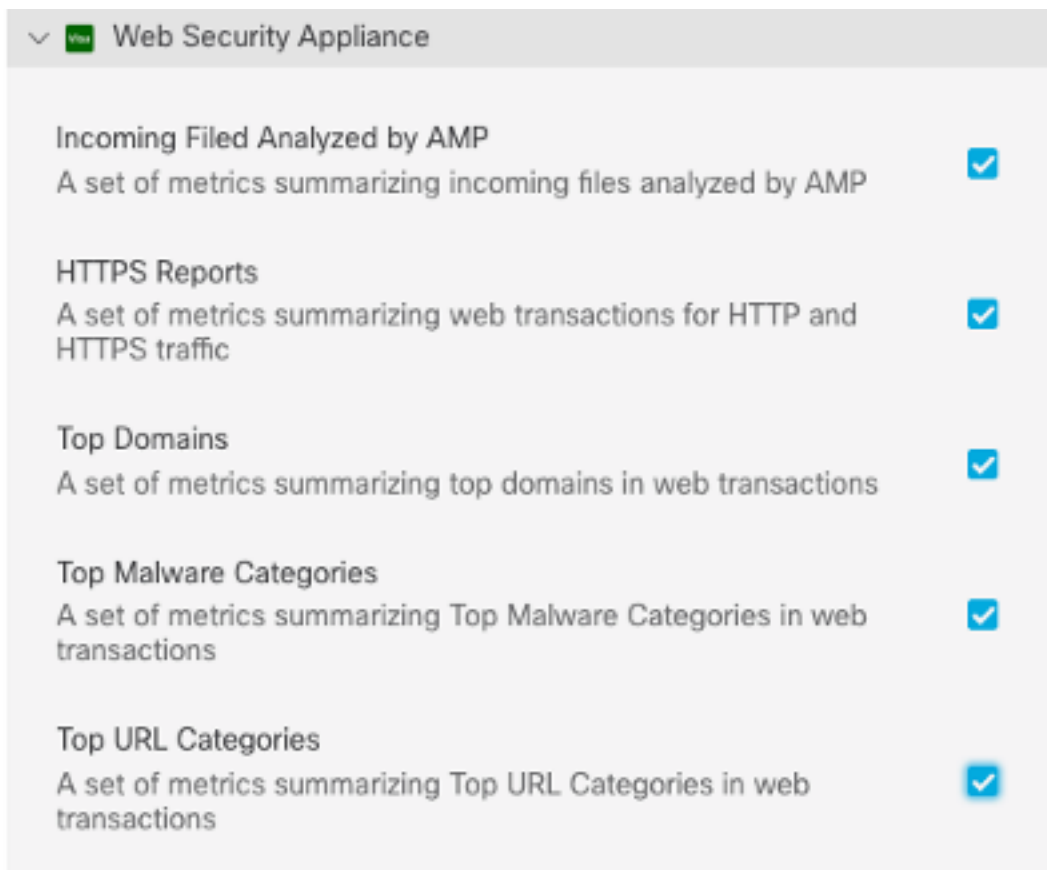 Web Security Appliance
Incoming Filed Analyzed by AMP
A set of metrics summarizing incoming files analyzed by AMP
HTTPS Reports
A set of metrics summarizing web transactions for HTTP and
HTTPS traffic
Top Domains
A set of metrics summarizing top domains in web transactions
Top Malware Categories
A set of metrics summarizing Top Malware Categories in web
transactions
Top URL Categories
A set of metrics summarizing Top URL Categories in web
transactions